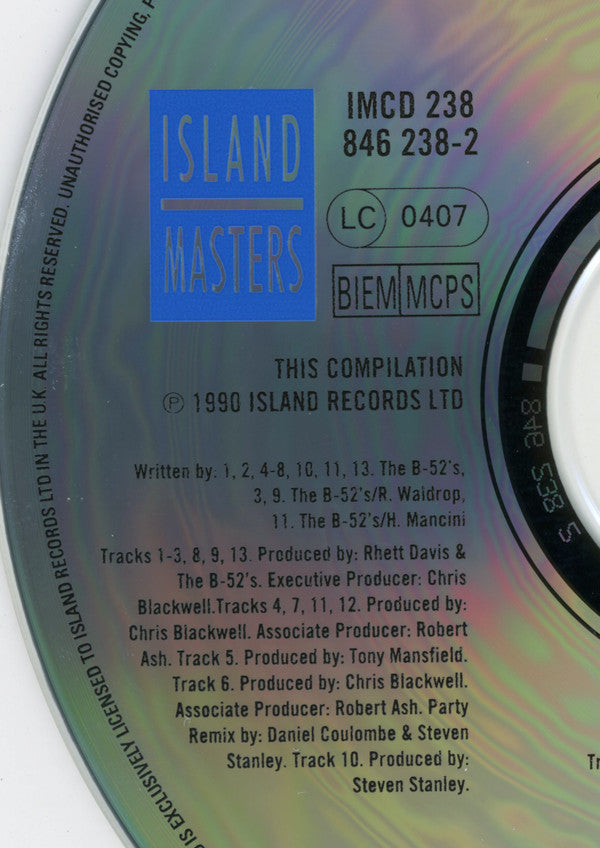 ISLAND
MASTERS
IMCD 238
846 238-2
LC 0407
BIEM MCPS
THIS COMPILATION
℗ 1990 ISLAND RECORDS LTD
Written by: 1, 2, 4-8, 10, 11, 13. The B-52's,
3, 9. The B-52's/R. Waldrop,
11. The B-52's/H. Mancini
Tracks 1-3, 8, 9, 13. Produced by: Rhett Davis &
The B-52's. Executive Producer: Chris
Blackwell.Tracks 4, 7, 11, 12. Produced by:
Chris Blackwell. Associate Producer: Robert
Ash. Track 5. Produced by: Tony Mansfield.
Track 6. Produced by: Chris Blackwell.
Associate Producer: Robert Ash. Party
Remix by: Daniel Coulombe & Steven
Stanley. Track 10. Produced by:
Steven Stanley.
IS EXCLUSIVELY LICENSED TO ISLAND RECORDS LTD IN THE U.K. ALL RIGHTS RESERVED. UNAUTHORISED COPYING,
846 238